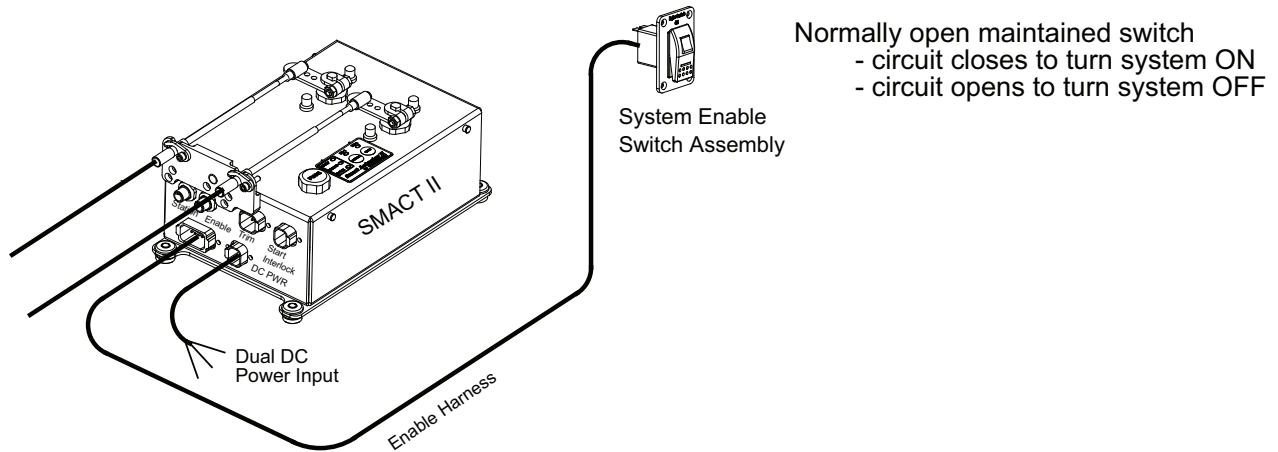 Normally open maintained switch
- circuit closes to turn system ON
- circuit opens to turn system OFF
System Enable
Switch Assembly
SMACT II
Station
Enable
Trim
Start
Interlock
DC PWR
Dual DC
Power Input
Enable Harness